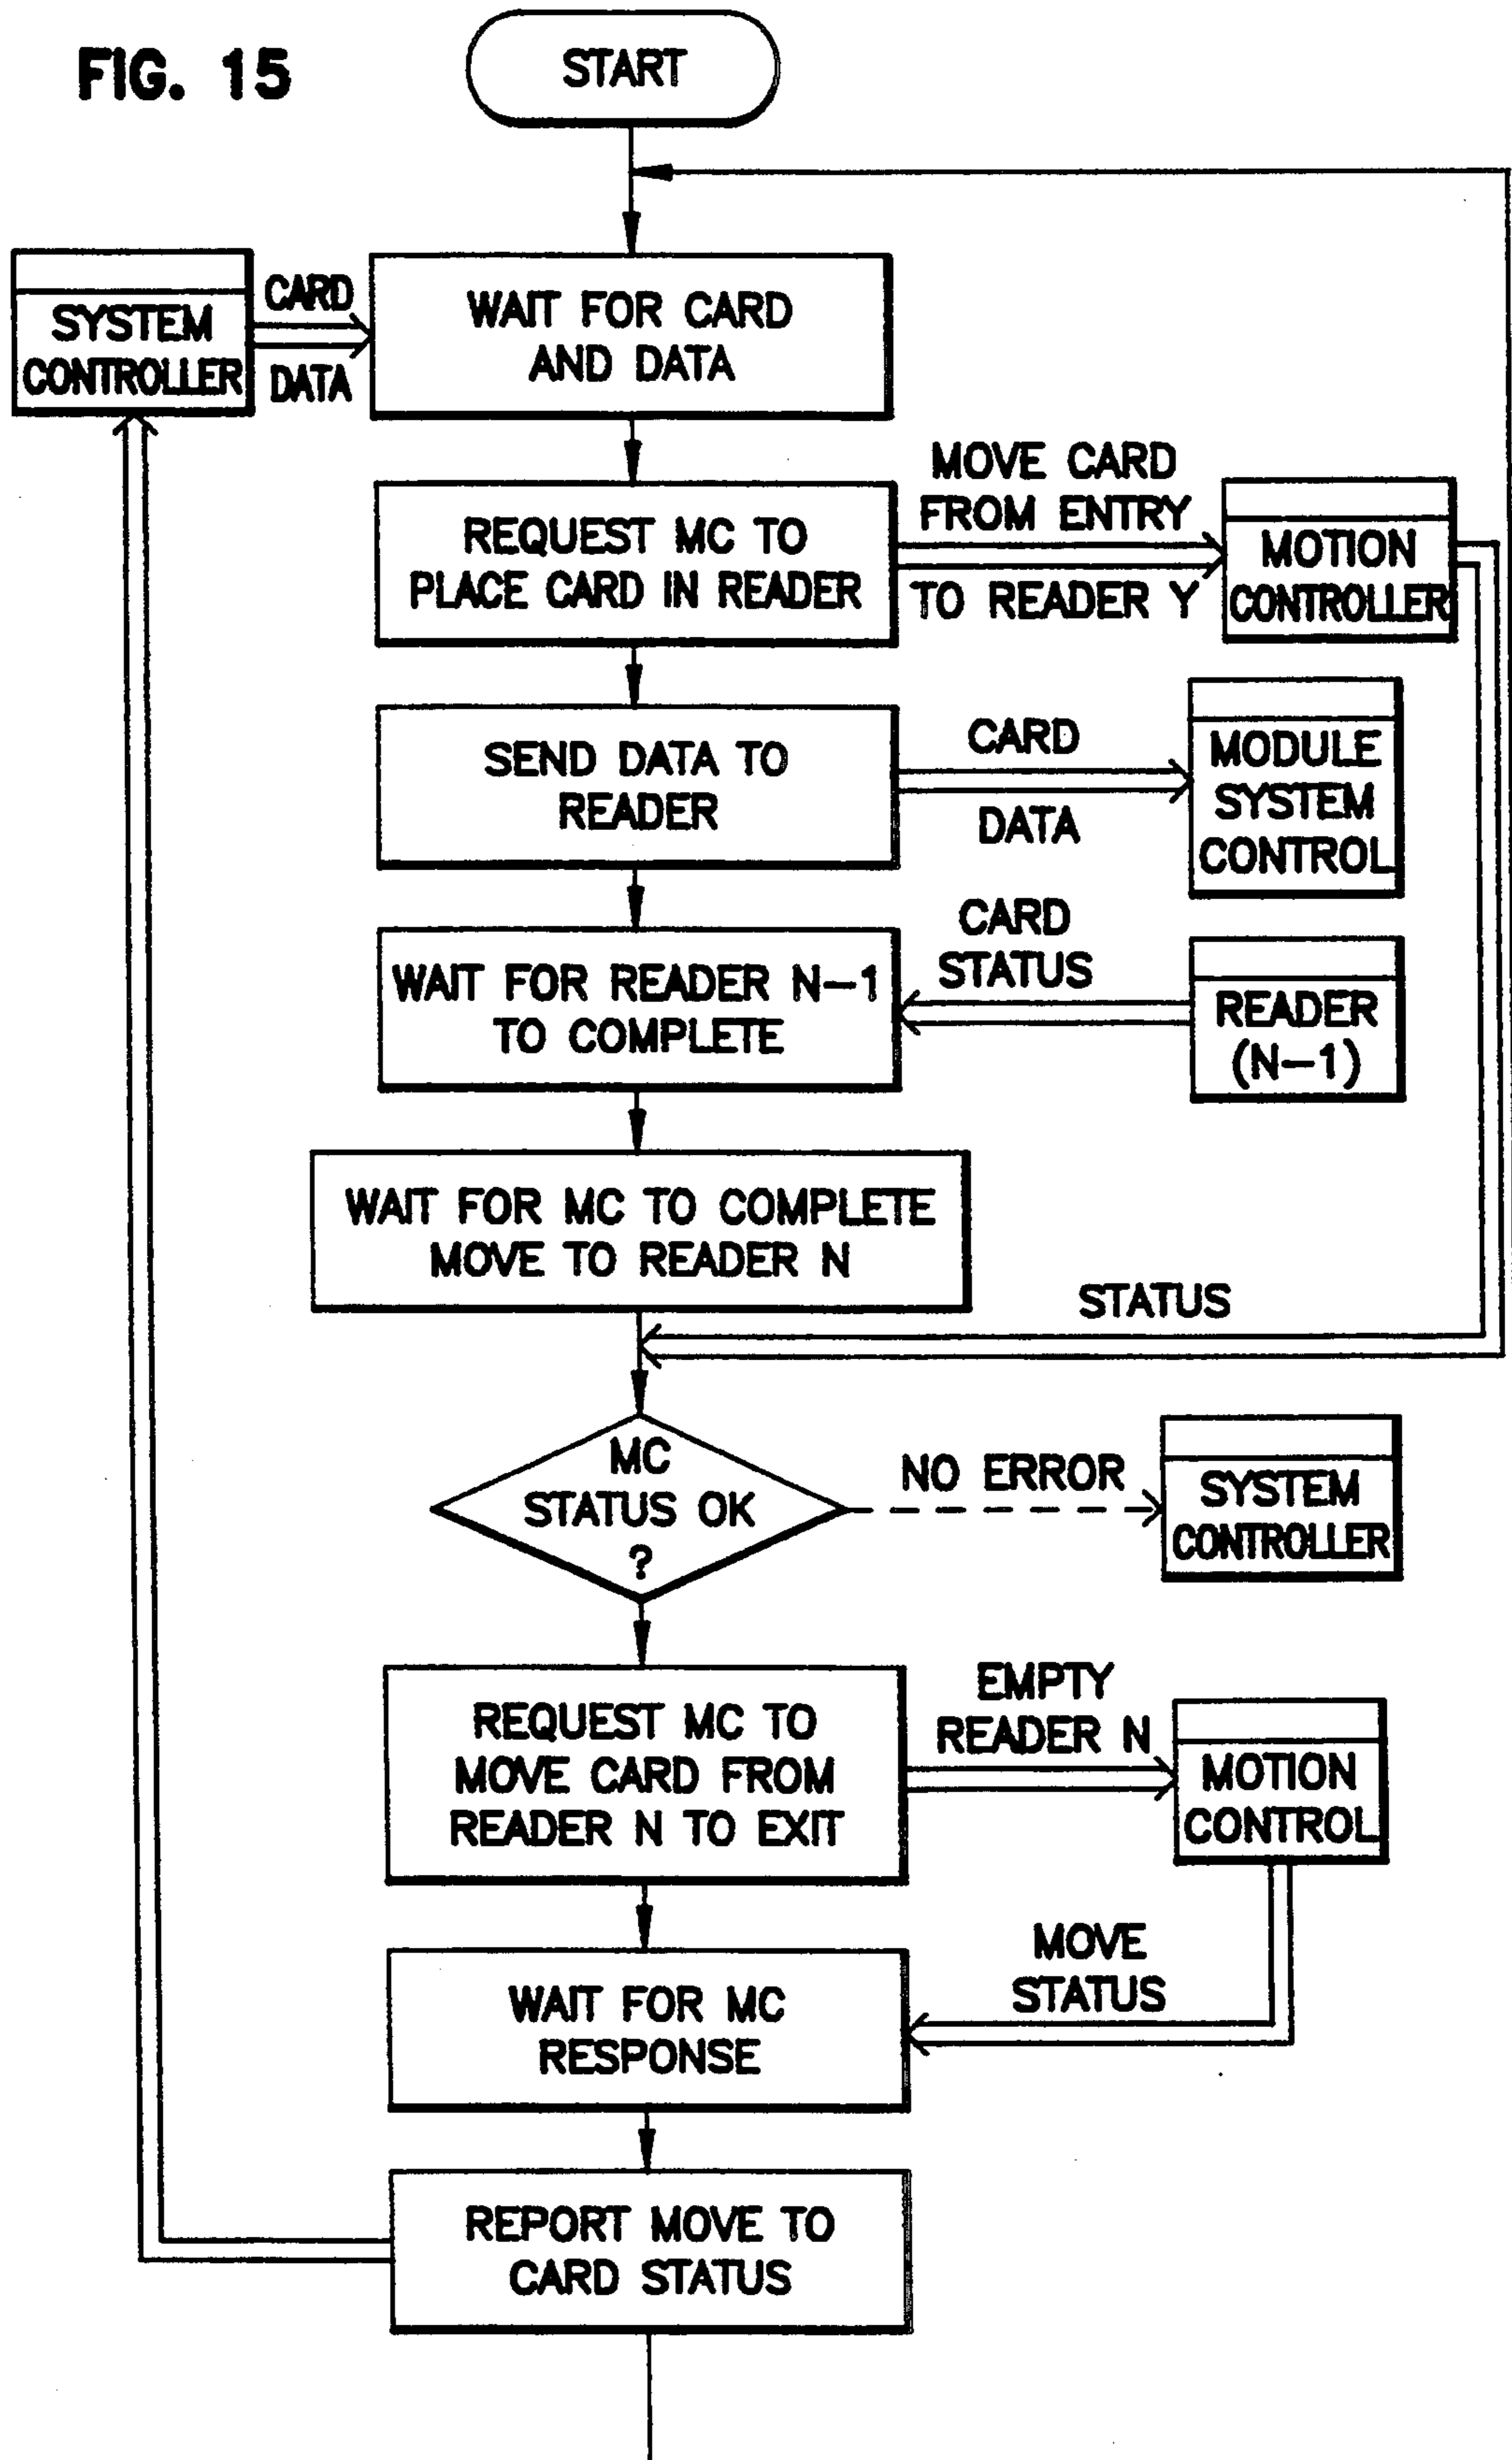 FIG. 15
START
SYSTEM
CONTROLLER
CARD
DATA
WAIT FOR CARD
AND DATA
REQUEST MC TO
PLACE CARD IN READER
MOVE CARD
FROM ENTRY
TO READER Y
MOTION
CONTROLLER
SEND DATA TO
READER
CARD
DATA
MODULE
SYSTEM
CONTROL
WAIT FOR READER N-1
TO COMPLETE
CARD
STATUS
READER
(N-1)
WAIT FOR MC TO COMPLETE
MOVE TO READER N
STATUS
MC
STATUS OK
?
NO ERROR
SYSTEM
CONTROLLER
REQUEST MC TO
MOVE CARD FROM
READER N TO EXIT
EMPTY
READER N
MOTION
CONTROL
WAIT FOR MC
RESPONSE
MOVE
STATUS
REPORT MOVE TO
CARD STATUS